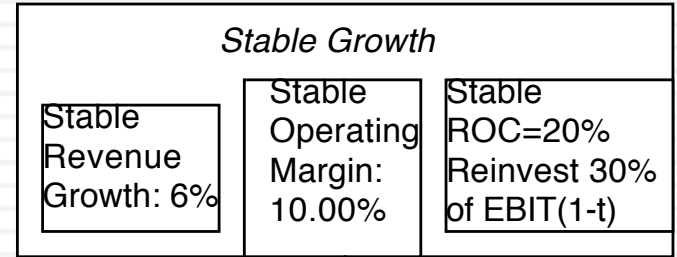 Stable Growth
Stable
Revenue
Growth: 6%
Stable
Operating
Margin:
10.00%
Stable
ROC=20%
Reinvest 30%
of EBIT(1-t)